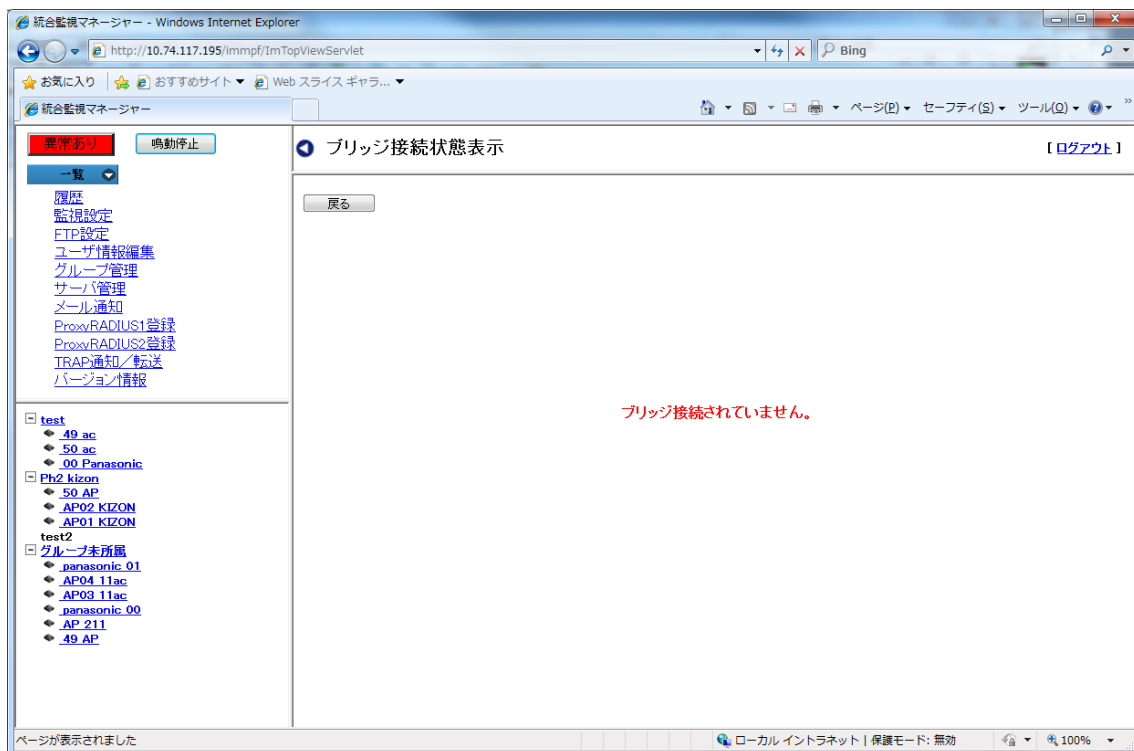 統合監視マネージャー - Windows Internet Explorer
http://10.74.117.195/immpf/ImTopViewServlet
Bing
お気に入り おすすめサイト ▼ Web スライス ギャラ... ▼
統合監視マネージャー
ページ(P) セーフティ(S) ツール(O) »
異常あり 鳴動停止
一覧
履歴
監視設定
FTP設定
ユーザ情報編集
グループ管理
サーバ管理
メール通知
ProxyRADIUS1登録
ProxyRADIUS2登録
TRAP通知/転送
バージョン情報
test
49 ac
50 ac
00 Panasonic
Ph2 kizon
50 AP
AP02 KIZON
AP01 KIZON
test2
グループ未所属
panasonic 01
AP04 11ac
AP03 11ac
panasonic 00
AP 211
49 AP
ブリッジ接続状態表示
[ ログアウト ]
戻る
ブリッジ接続されていません。
ページが表示されました
ローカル イントラネット | 保護モード: 無効
100%